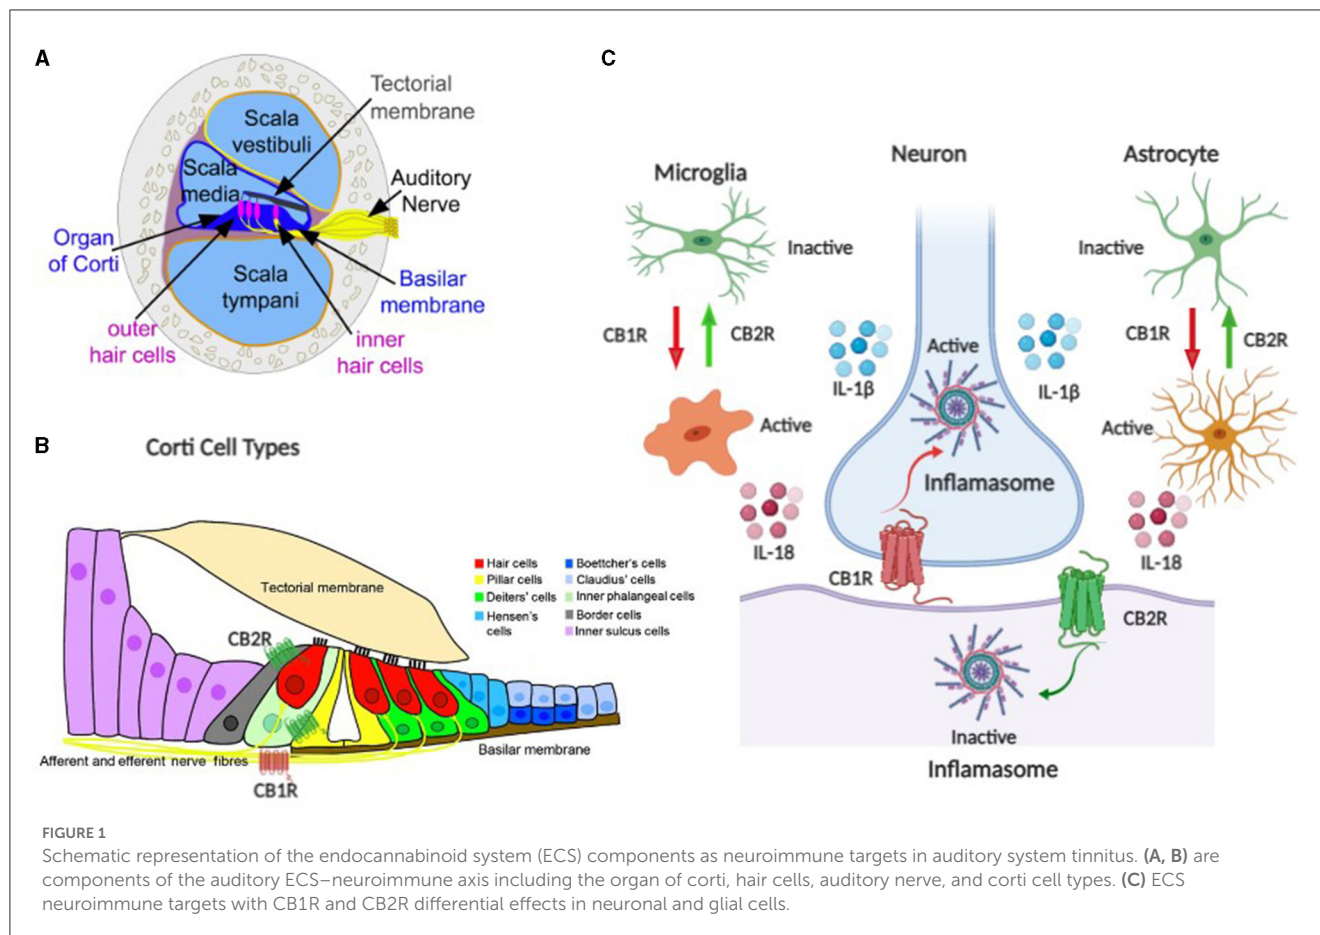 A
Tectorial
membrane
Scala
vestibuli
Scala
media
Auditory
Nerve
Organ
of Corti
Scala
tympani
Basilar
membrane
outer
hair cells
inner
hair cells
B
Corti Cell Types
Tectorial membrane
Hair cells
Pillar cells
Deiters' cells
Hensen's
cells
Boettcher's cells
Claudius' cells
Inner phalangeal cells
Border cells
Inner sulcus cells
CB2R
Afferent and efferent nerve fibres
Basilar membrane
CB1R
C
Microglia
Neuron
Astrocyte
Inactive
Inactive
CB1R
CB2R
CB1R
CB2R
IL-1β
IL-1β
Active
Active
Active
Inflamasome
IL-18
IL-18
CB1R
CB2R
Inactive
Inflamasome
FIGURE 1
Schematic representation of the endocannabinoid system (ECS) components as neuroimmune targets in auditory system tinnitus. (A, B) are
components of the auditory ECS–neuroimmune axis including the organ of corti, hair cells, auditory nerve, and corti cell types. (C) ECS
neuroimmune targets with CB1R and CB2R differential effects in neuronal and glial cells.